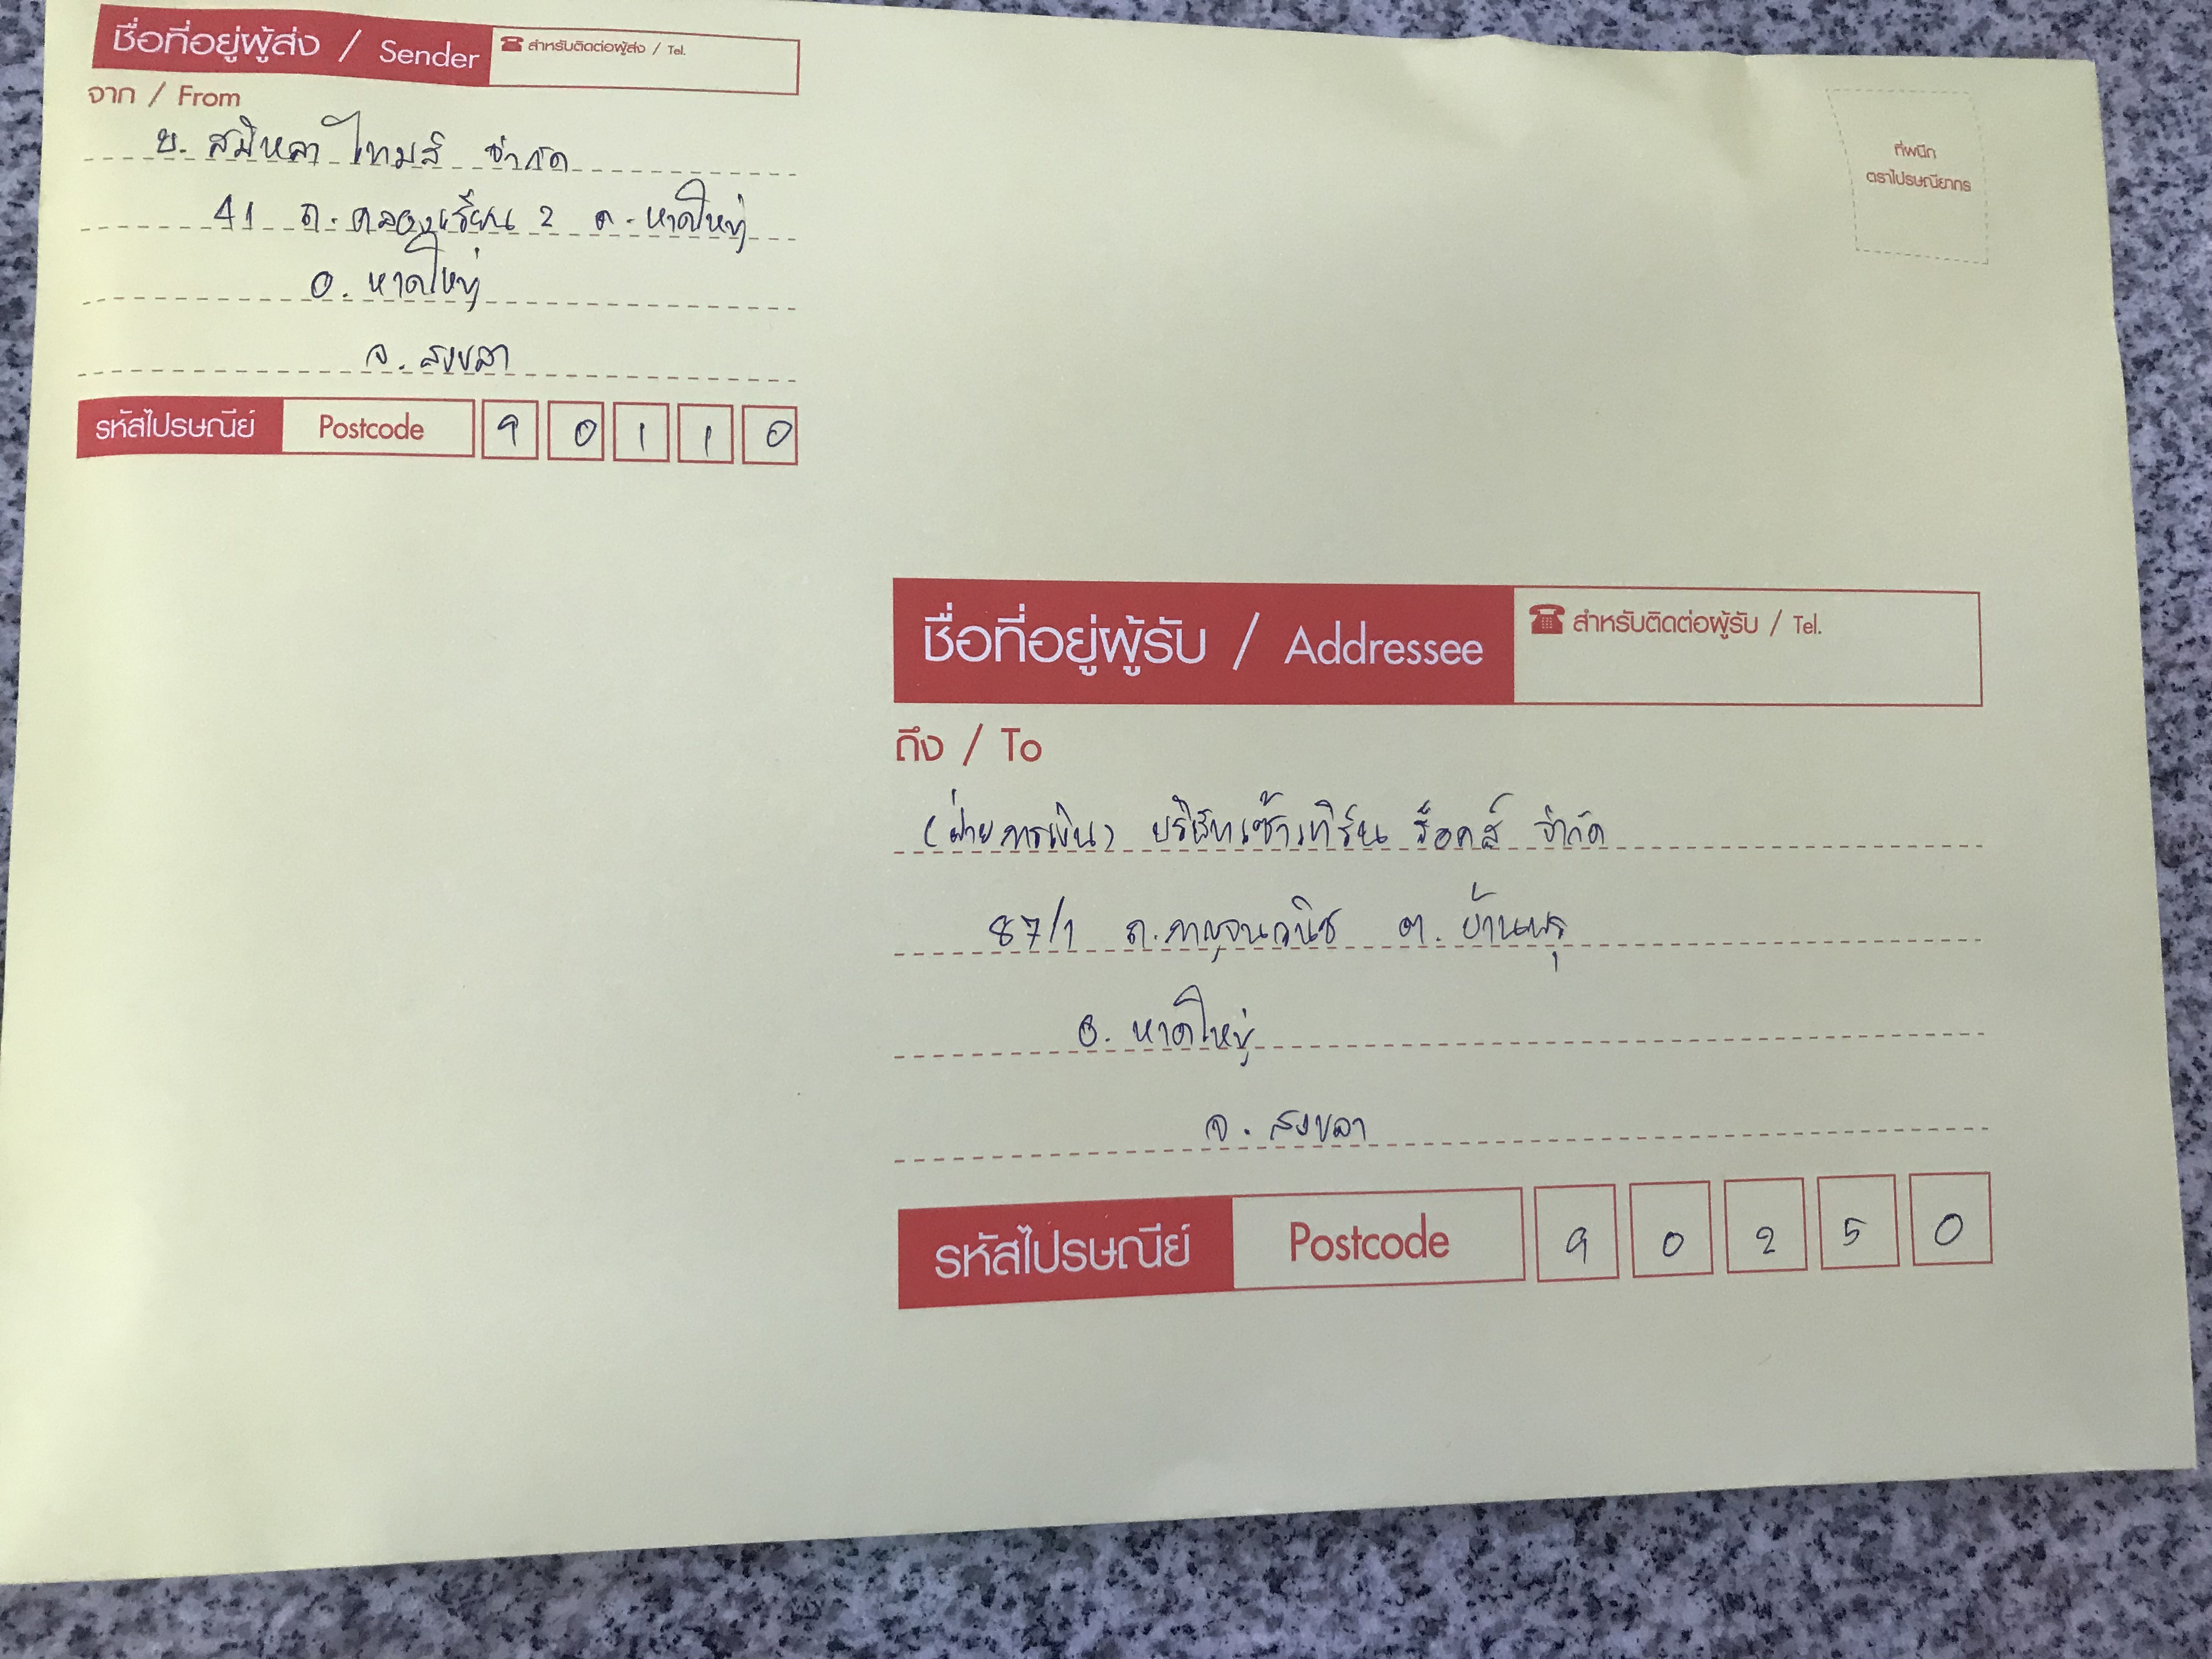 ชื่อที่อยู่ผู้ส่ง / Sender
☎ สำหรับติดต่อผู้ส่ง / Tel.
จาก / From
บ. สมิหลา ไทมส์ จำกัด
41 ถ. คลองเรียน 2 ต. หาดใหญ่
อ. หาดใหญ่
จ. สงขลา
รหัสไปรษณีย์ Postcode 90110
ที่ผนึก
ตราไปรษณียากร
ชื่อที่อยู่ผู้รับ / Addressee
☎ สำหรับติดต่อผู้รับ / Tel.
ถึง / To
(ฝ่ายการเงิน) บริษัทเซ้าเทิร์น ร็อคส์ จำกัด
87/1 ถ.กาญจนวนิช ต. บ้านพรุ
อ. หาดใหญ่
จ. สงขลา
รหัสไปรษณีย์ Postcode 90250